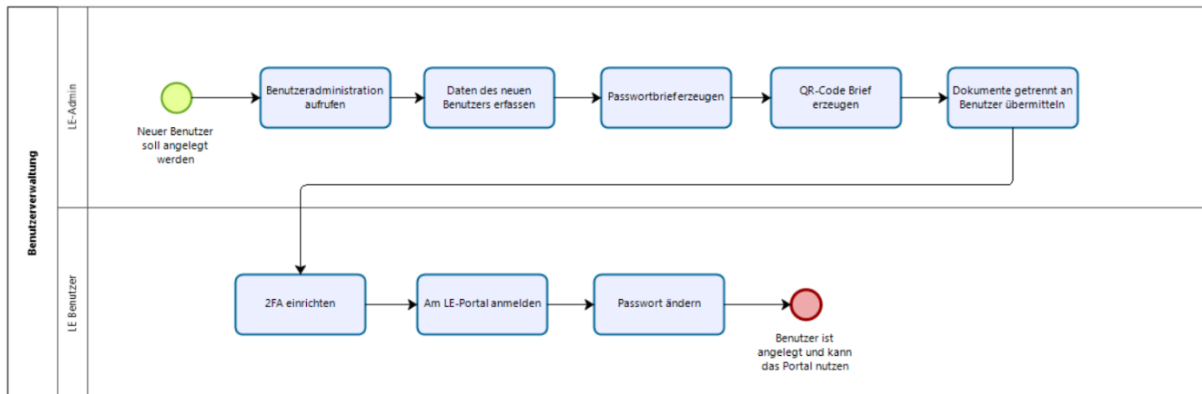 Benutzerverwaltung
LE-Admin
Neuer Benutzer
soll angelegt
werden
Benutzeradministration
aufrufen
Daten des neuen
Benutzers erfassen
Passwortbrieferzeugen
QR-Code Brief
erzeugen
Dokumente getrennt an
Benutzer übermitteln
LE Benutzer
2FA einrichten
Am LE-Portal anmelden
Passwort ändern
Benutzer ist
angelegt und kann
das Portal nutzen